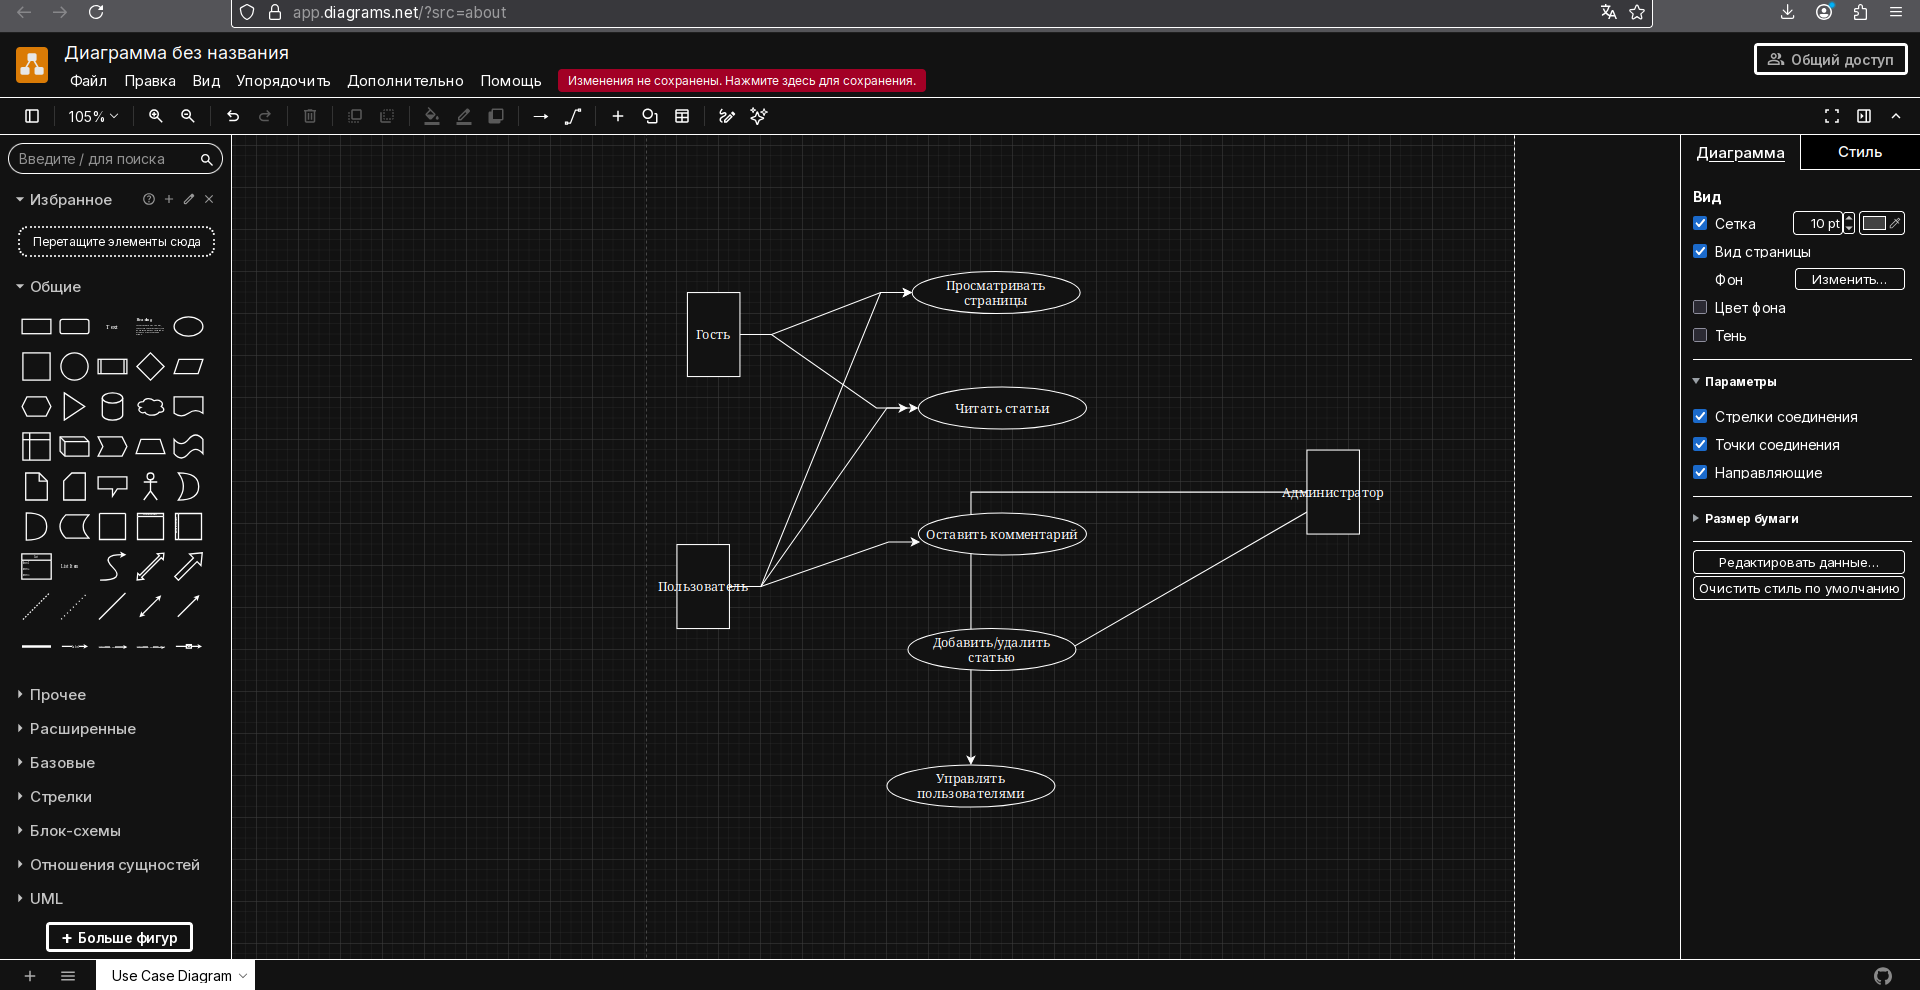 app.diagrams.net/?src=about
Диаграмма без названия
Файл Правка Вид Упорядочить Дополнительно Помощь
Изменения не сохранены. Нажмите здесь для сохранения.
Общий доступ
105%
Введите / для поиска
Избранное
Перетащите элементы сюда
Общие
Text
Heading
List Item
Прочее
Расширенные
Базовые
Стрелки
Блок-схемы
Отношения сущностей
UML
+ Больше фигур
Просматривать
страницы
Гость
Читать статьи
Администратор
Оставить комментарий
Пользователь
Добавить/удалить
статью
Управлять
пользователями
Диаграмма
Стиль
Вид
Сетка
10 pt
Вид страницы
Фон
Изменить...
Цвет фона
Тень
Параметры
Стрелки соединения
Точки соединения
Направляющие
Размер бумаги
Редактировать данные...
Очистить стиль по умолчанию
Use Case Diagram